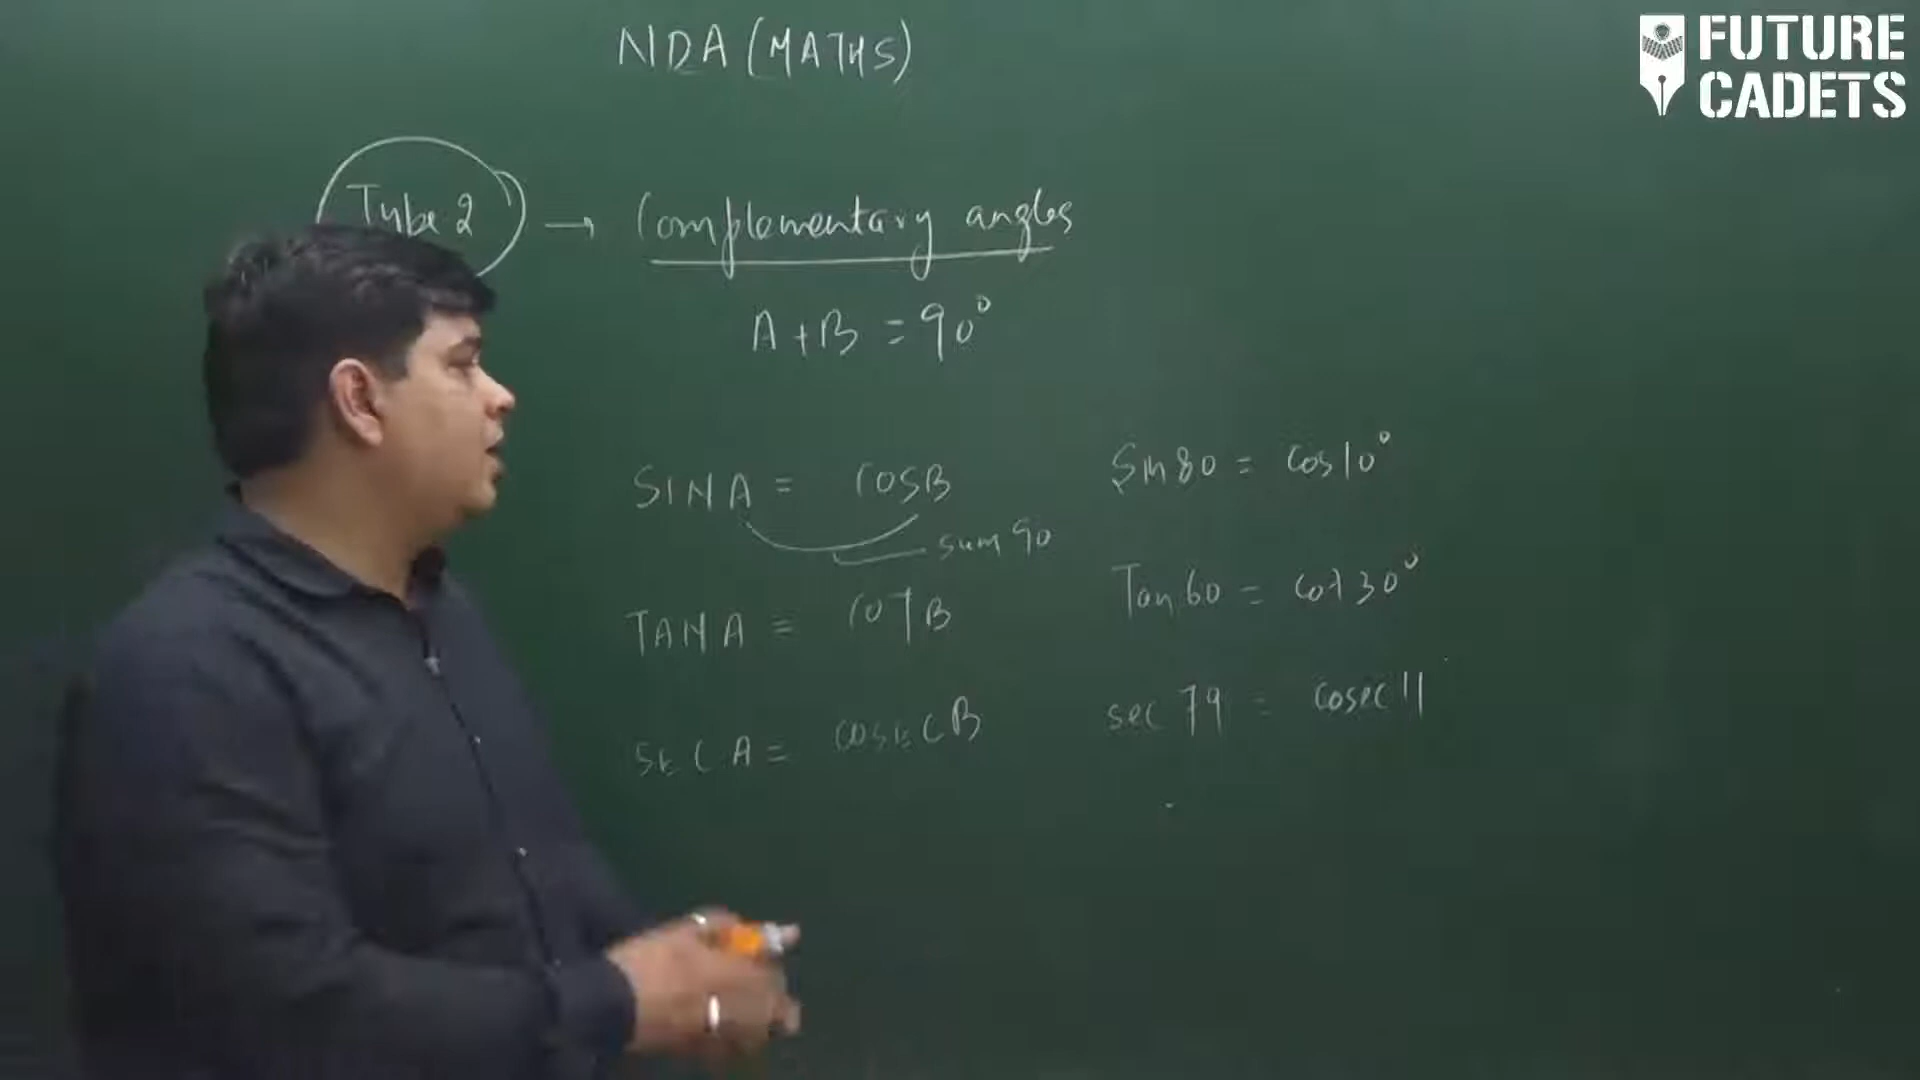 NDA (MATHS)
FUTURE
CADETS
Type 2 → Complementary angles
A + B = 90°
SIN A = COS B
sum 90
Sin 80 = Cos 10°
TAN A = COT B
Tan 60 = cot 30°
SEC A = COSEC B
sec 79 = cosec 11